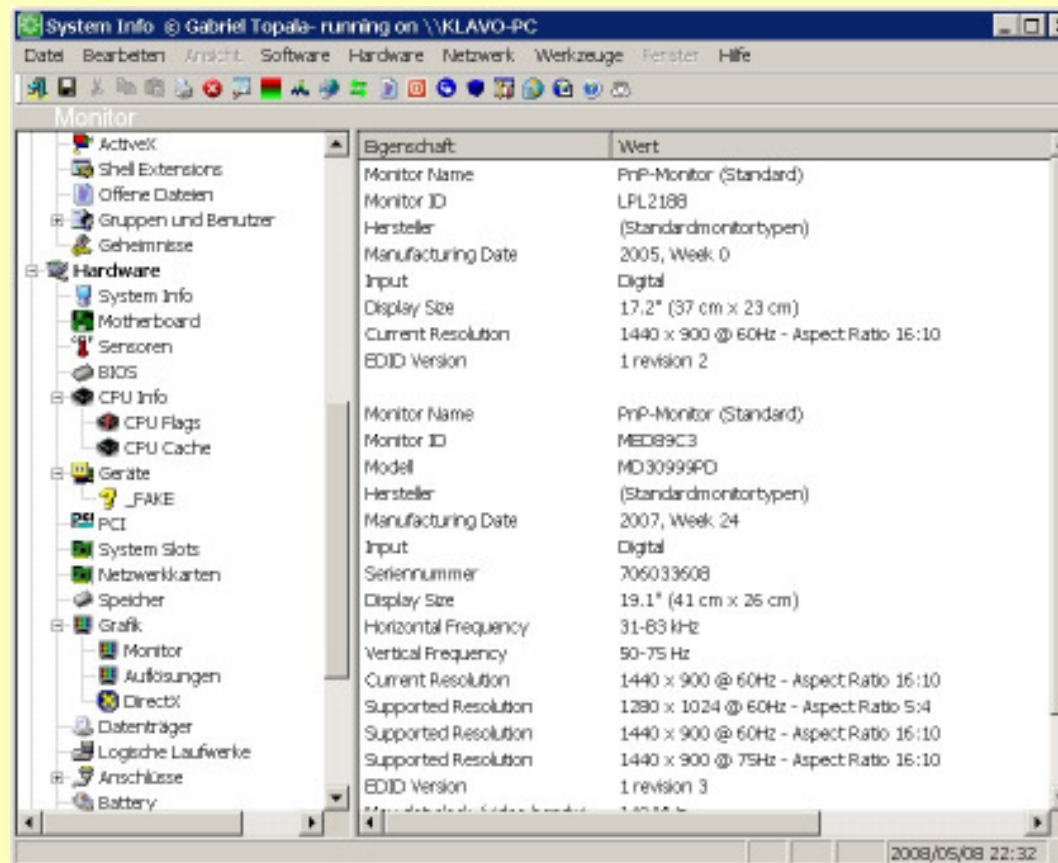 System Info © Gabriel Topala- running on \\KLAVO-PC
Datei Bearbeiten Ansicht Software Hardware Netzwerk Werkzeuge Fenster Hilfe
Monitor
ActiveX
Shell Extensions
Offene Dateien
Gruppen und Benutzer
Geheimnisse
Hardware
System Info
Motherboard
Sensoren
BIOS
CPU Info
CPU Flags
CPU Cache
Geräte
_FAKE
PCI
System Slots
Netzwerkkarten
Speicher
Grafik
Monitor
Auflösungen
DirectX
Datenträger
Logische Laufwerke
Anschlüsse
Battery
Eigenschaft Wert
Monitor Name PnP-Monitor (Standard)
Monitor ID LPL2188
Hersteller (Standardmonitortypen)
Manufacturing Date 2005, Week 0
Input Digital
Display Size 17.2" (37 cm x 23 cm)
Current Resolution 1440 x 900 @ 60Hz - Aspect Ratio 16:10
EDID Version 1 revision 2
Monitor Name PnP-Monitor (Standard)
Monitor ID MED89C3
Modell MD30999PD
Hersteller (Standardmonitortypen)
Manufacturing Date 2007, Week 24
Input Digital
Seriennummer 706033608
Display Size 19.1" (41 cm x 26 cm)
Horizontal Frequency 31-83 kHz
Vertical Frequency 50-75 Hz
Current Resolution 1440 x 900 @ 60Hz - Aspect Ratio 16:10
Supported Resolution 1280 x 1024 @ 60Hz - Aspect Ratio 5:4
Supported Resolution 1440 x 900 @ 60Hz - Aspect Ratio 16:10
Supported Resolution 1440 x 900 @ 75Hz - Aspect Ratio 16:10
EDID Version 1 revision 3
2008/05/08 22:32